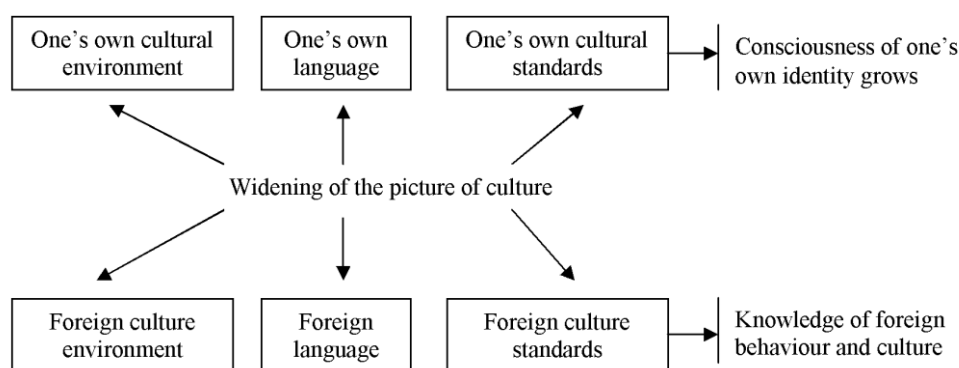 One’s own cultural
environment
One’s own
language
One’s own cultural
standards
Consciousness of one’s
own identity grows
Widening of the picture of culture
Foreign culture
environment
Foreign
language
Foreign culture
standards
Knowledge of foreign
behaviour and culture